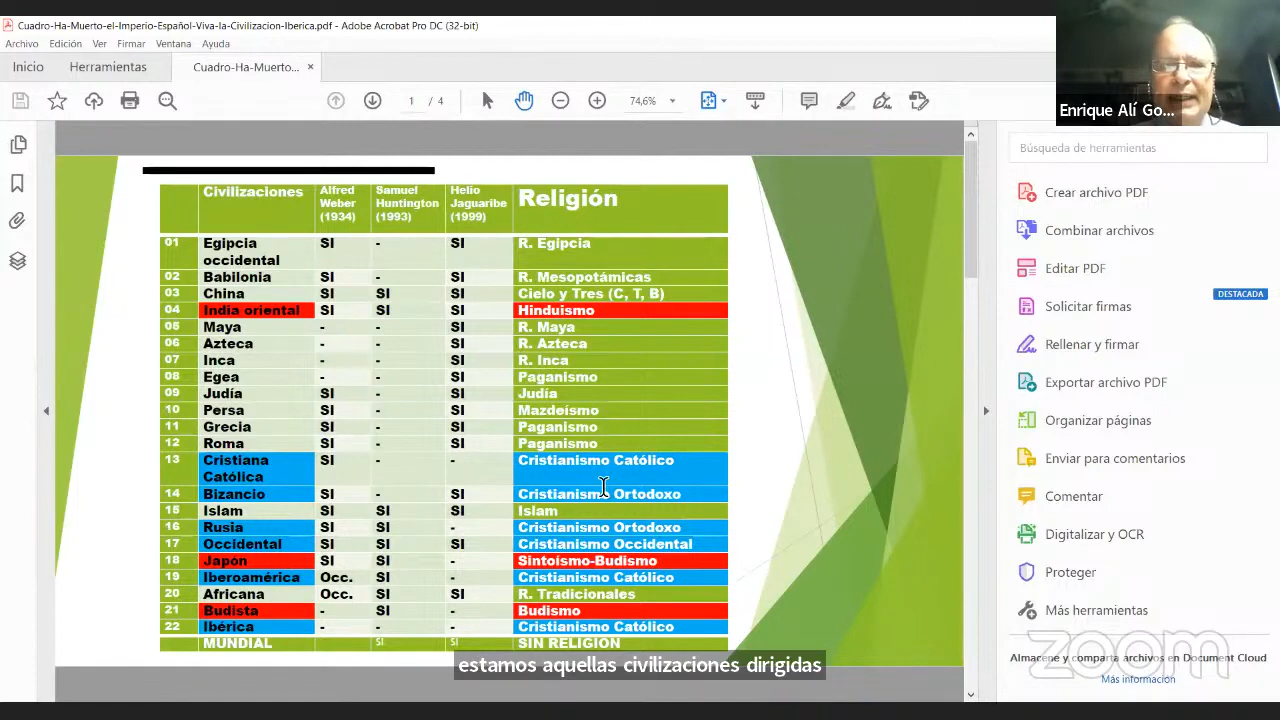 Cuadro-Ha-Muerto-el-Imperio-Español-Viva-la-Civilizacion-Iberica.pdf - Adobe Acrobat Pro DC (32-bit)
Archivo Edición Ver Firmar Ventana Ayuda
Inicio Herramientas Cuadro-Ha-Muerto... ×
1 / 4 74,6%
Enrique Alí Go...
Civilizaciones Alfred Weber (1934) Samuel Huntington (1993) Helio Jaguaribe (1999) Religión
01 Egipcia occidental SI - SI R. Egipcia
02 Babilonia SI - SI R. Mesopotámicas
03 China SI SI SI Cielo y Tres (C, T, B)
04 India oriental SI SI SI Hinduismo
05 Maya - - SI R. Maya
06 Azteca - - SI R. Azteca
07 Inca - - SI R. Inca
08 Egea - - SI Paganismo
09 Judía SI - SI Judía
10 Persa SI - SI Mazdeísmo
11 Grecia SI - SI Paganismo
12 Roma SI - SI Paganismo
13 Cristiana Católica SI - - Cristianismo Católico
14 Bizancio SI - SI Cristianismo Ortodoxo
15 Islam SI SI SI Islam
16 Rusia SI SI - Cristianismo Ortodoxo
17 Occidental SI SI SI Cristianismo Occidental
18 Japón SI SI - Sintoísmo-Budismo
19 Iberoamérica Occ. SI - Cristianismo Católico
20 Africana Occ. SI - R. Tradicionales
21 Budista - SI - Budismo
22 Ibérica - - - Cristianismo Católico
MUNDIAL SI SI SIN RELIGION
estamos aquellas civilizaciones dirigidas
Búsqueda de herramientas
Crear archivo PDF
Combinar archivos
Editar PDF
DESTACADA
Solicitar firmas
Rellenar y firmar
Exportar archivo PDF
Organizar páginas
Enviar para comentarios
Comentar
Digitalizar y OCR
Proteger
Más herramientas
Almacene y comparta archivos en Document Cloud
Más información
zoom